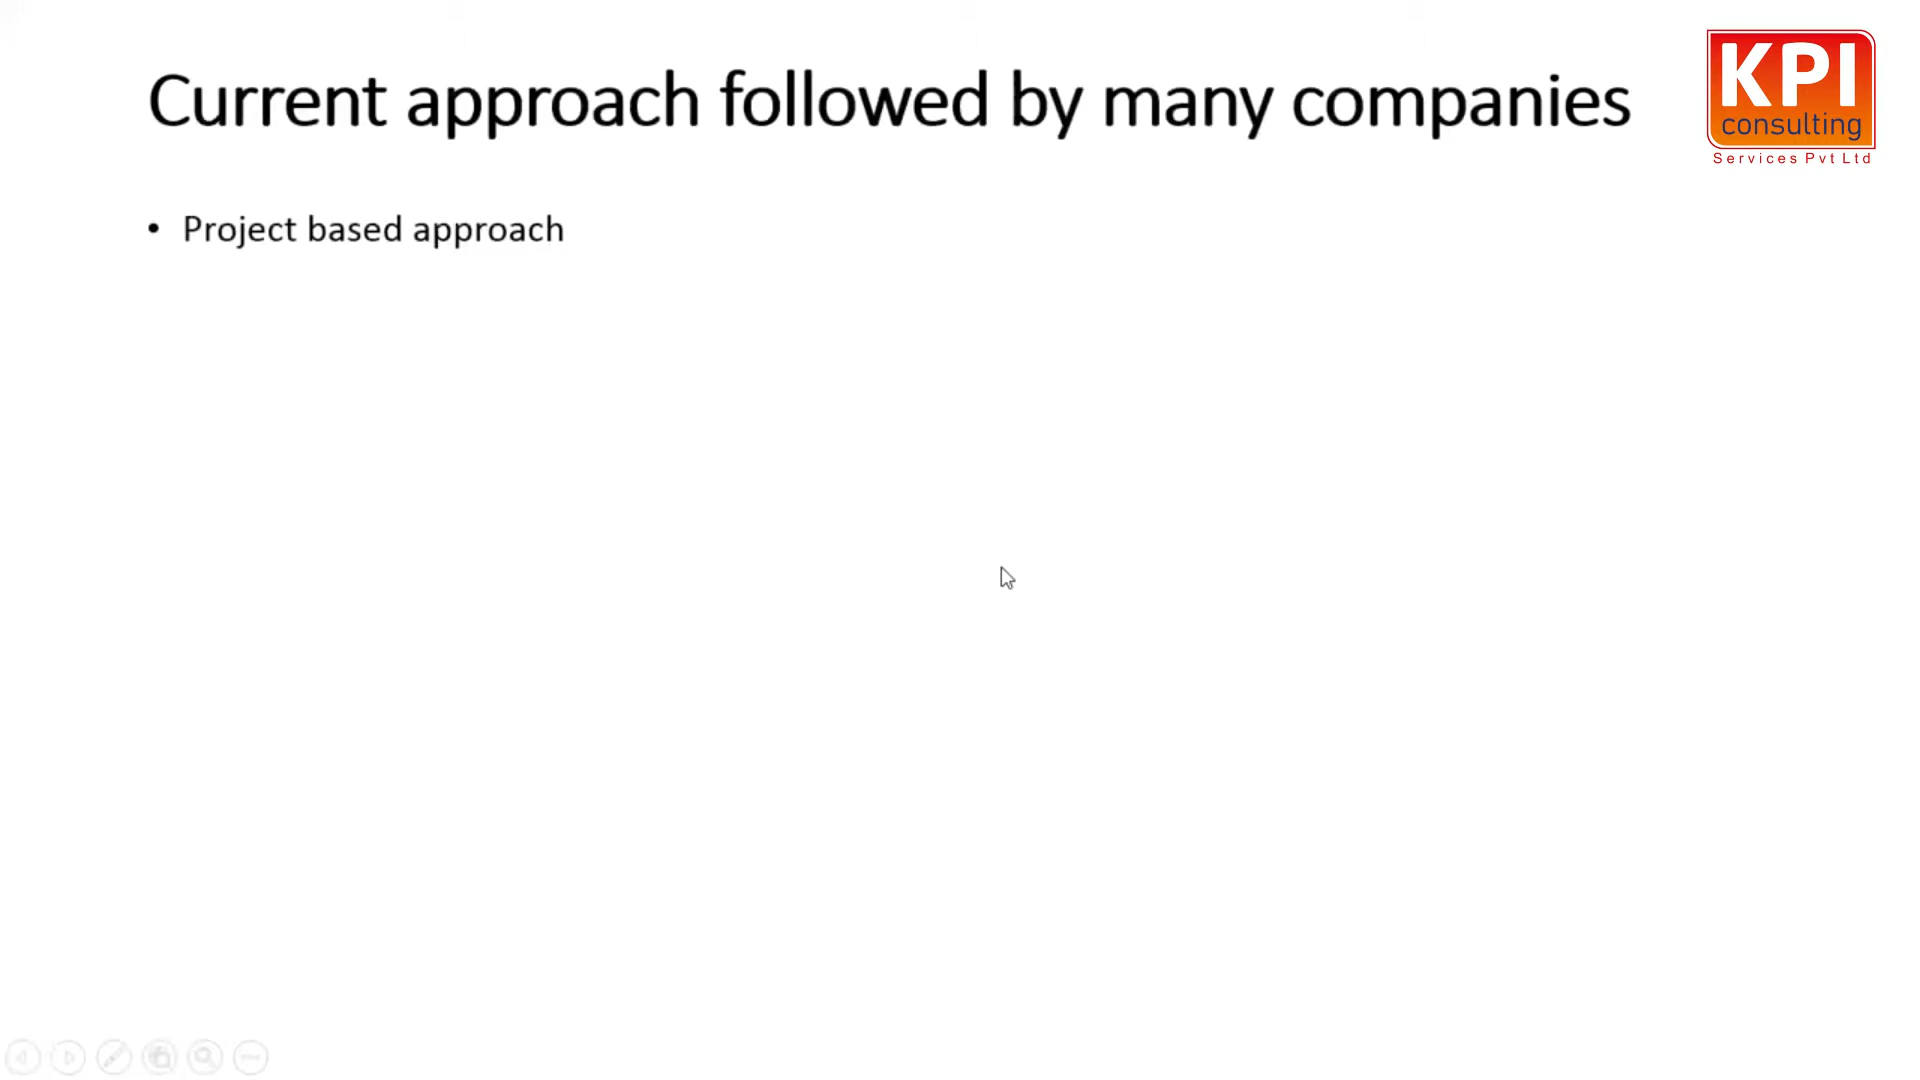 Current approach followed by many companies
KPI
consulting
Services Pvt Ltd
• Project based approach